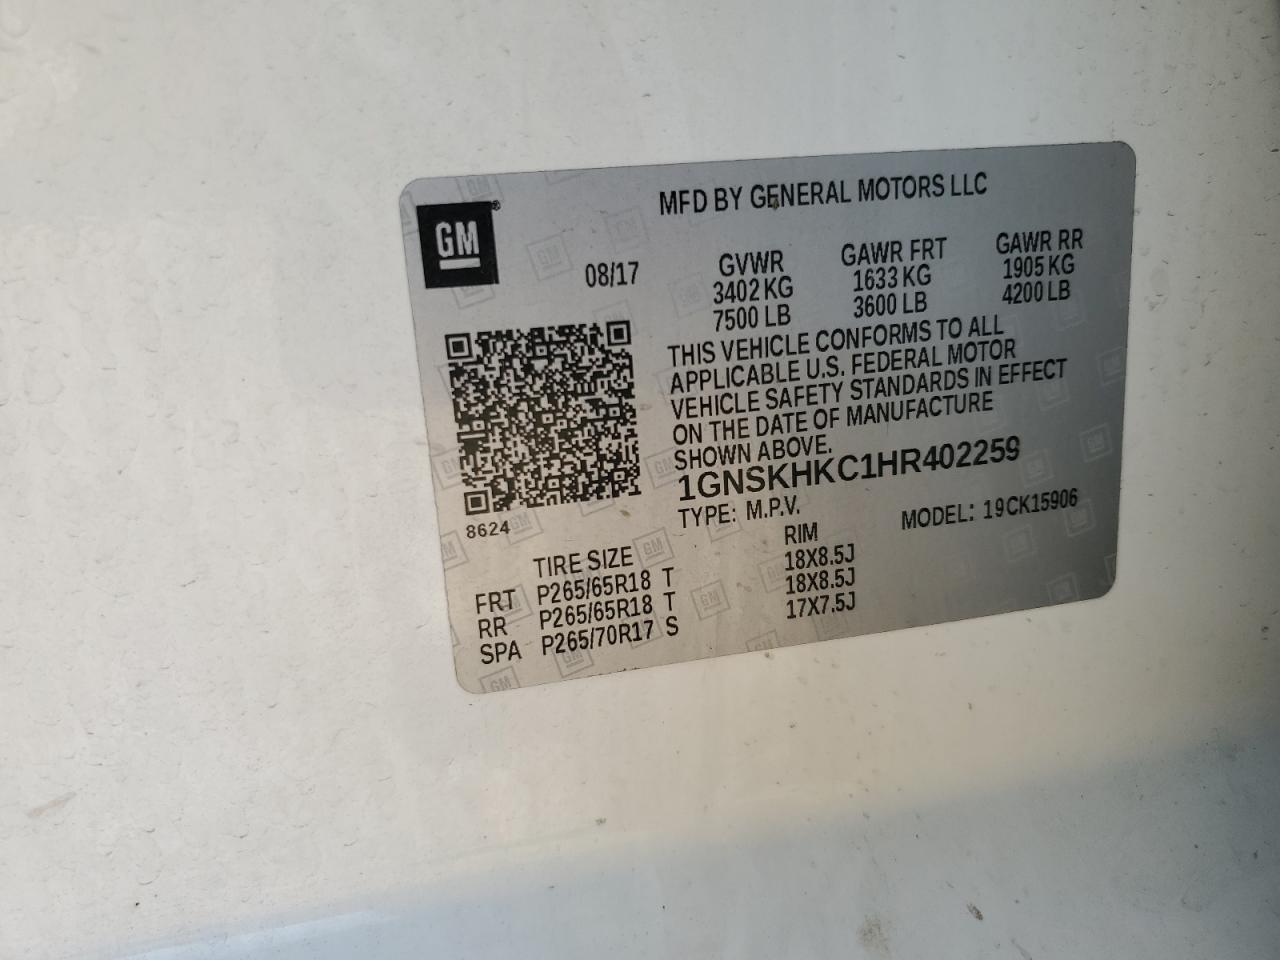 MFD BY GENERAL MOTORS LLC
GM®
08/17
GVWR GAWR FRT GAWR RR
3402 KG 1633 KG 1905 KG
7500 LB 3600 LB 4200 LB
THIS VEHICLE CONFORMS TO ALL
APPLICABLE U.S. FEDERAL MOTOR
VEHICLE SAFETY STANDARDS IN EFFECT
ON THE DATE OF MANUFACTURE
SHOWN ABOVE.
1GNSKHKC1HR402259
8624
TYPE: M.P.V. MODEL: 19CK15906
TIRE SIZE RIM
FRT P265/65R18 T 18X8.5J
RR P265/65R18 T 18X8.5J
SPA P265/70R17 S 17X7.5J